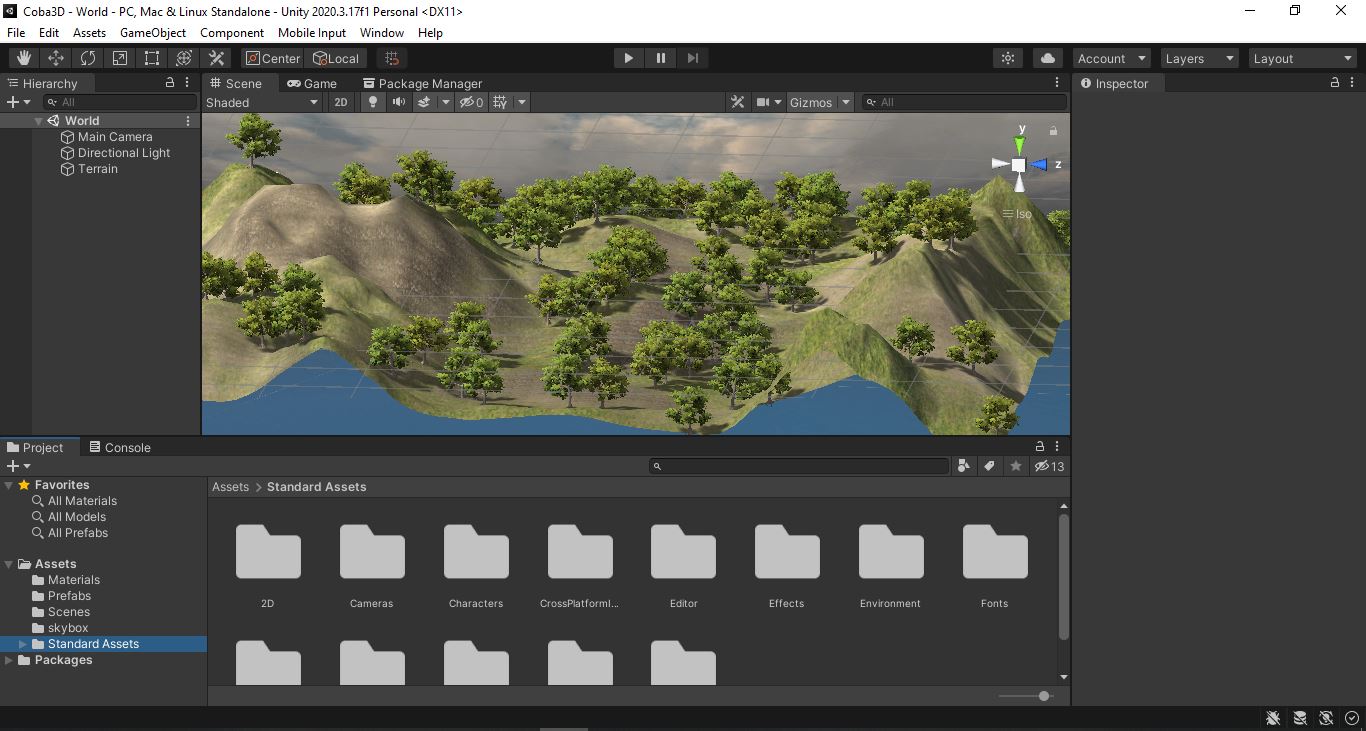 Coba3D - World - PC, Mac & Linux Standalone - Unity 2020.3.17f1 Personal <DX11>
File Edit Assets GameObject Component Mobile Input Window Help
Center Local Account Layers Layout
Hierarchy
All
World
Main Camera
Directional Light
Terrain
Scene Game Package Manager
Shaded 2D 0 Gizmos All
y
z
Iso
Inspector
Project Console
13
Favorites
All Materials
All Models
All Prefabs
Assets
Materials
Prefabs
Scenes
skybox
Standard Assets
Packages
Assets > Standard Assets
2D Cameras Characters CrossPlatformI... Editor Effects Environment Fonts